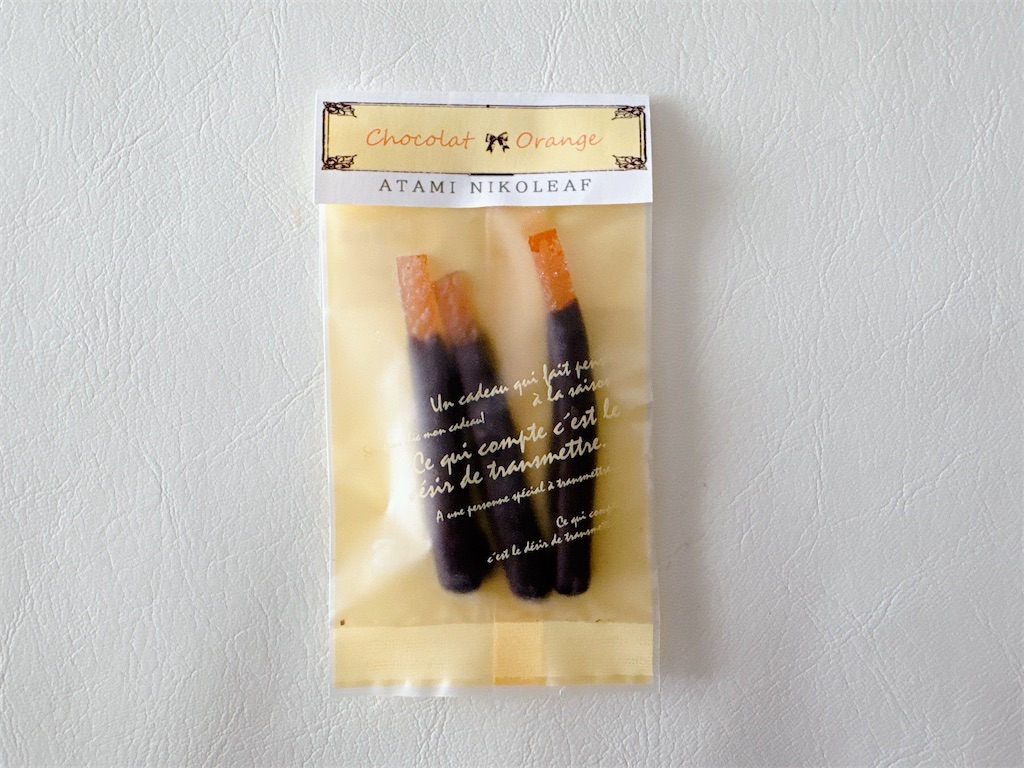 Chocolat Orange
ATAMI NIKOLEAF
Un cadeau qui fait
à la saison
mon cadeau!
Ce qui compte c'est le
désir de transmettre.
A une personne spécial à transmettre
Ce qui
c'est le désir de